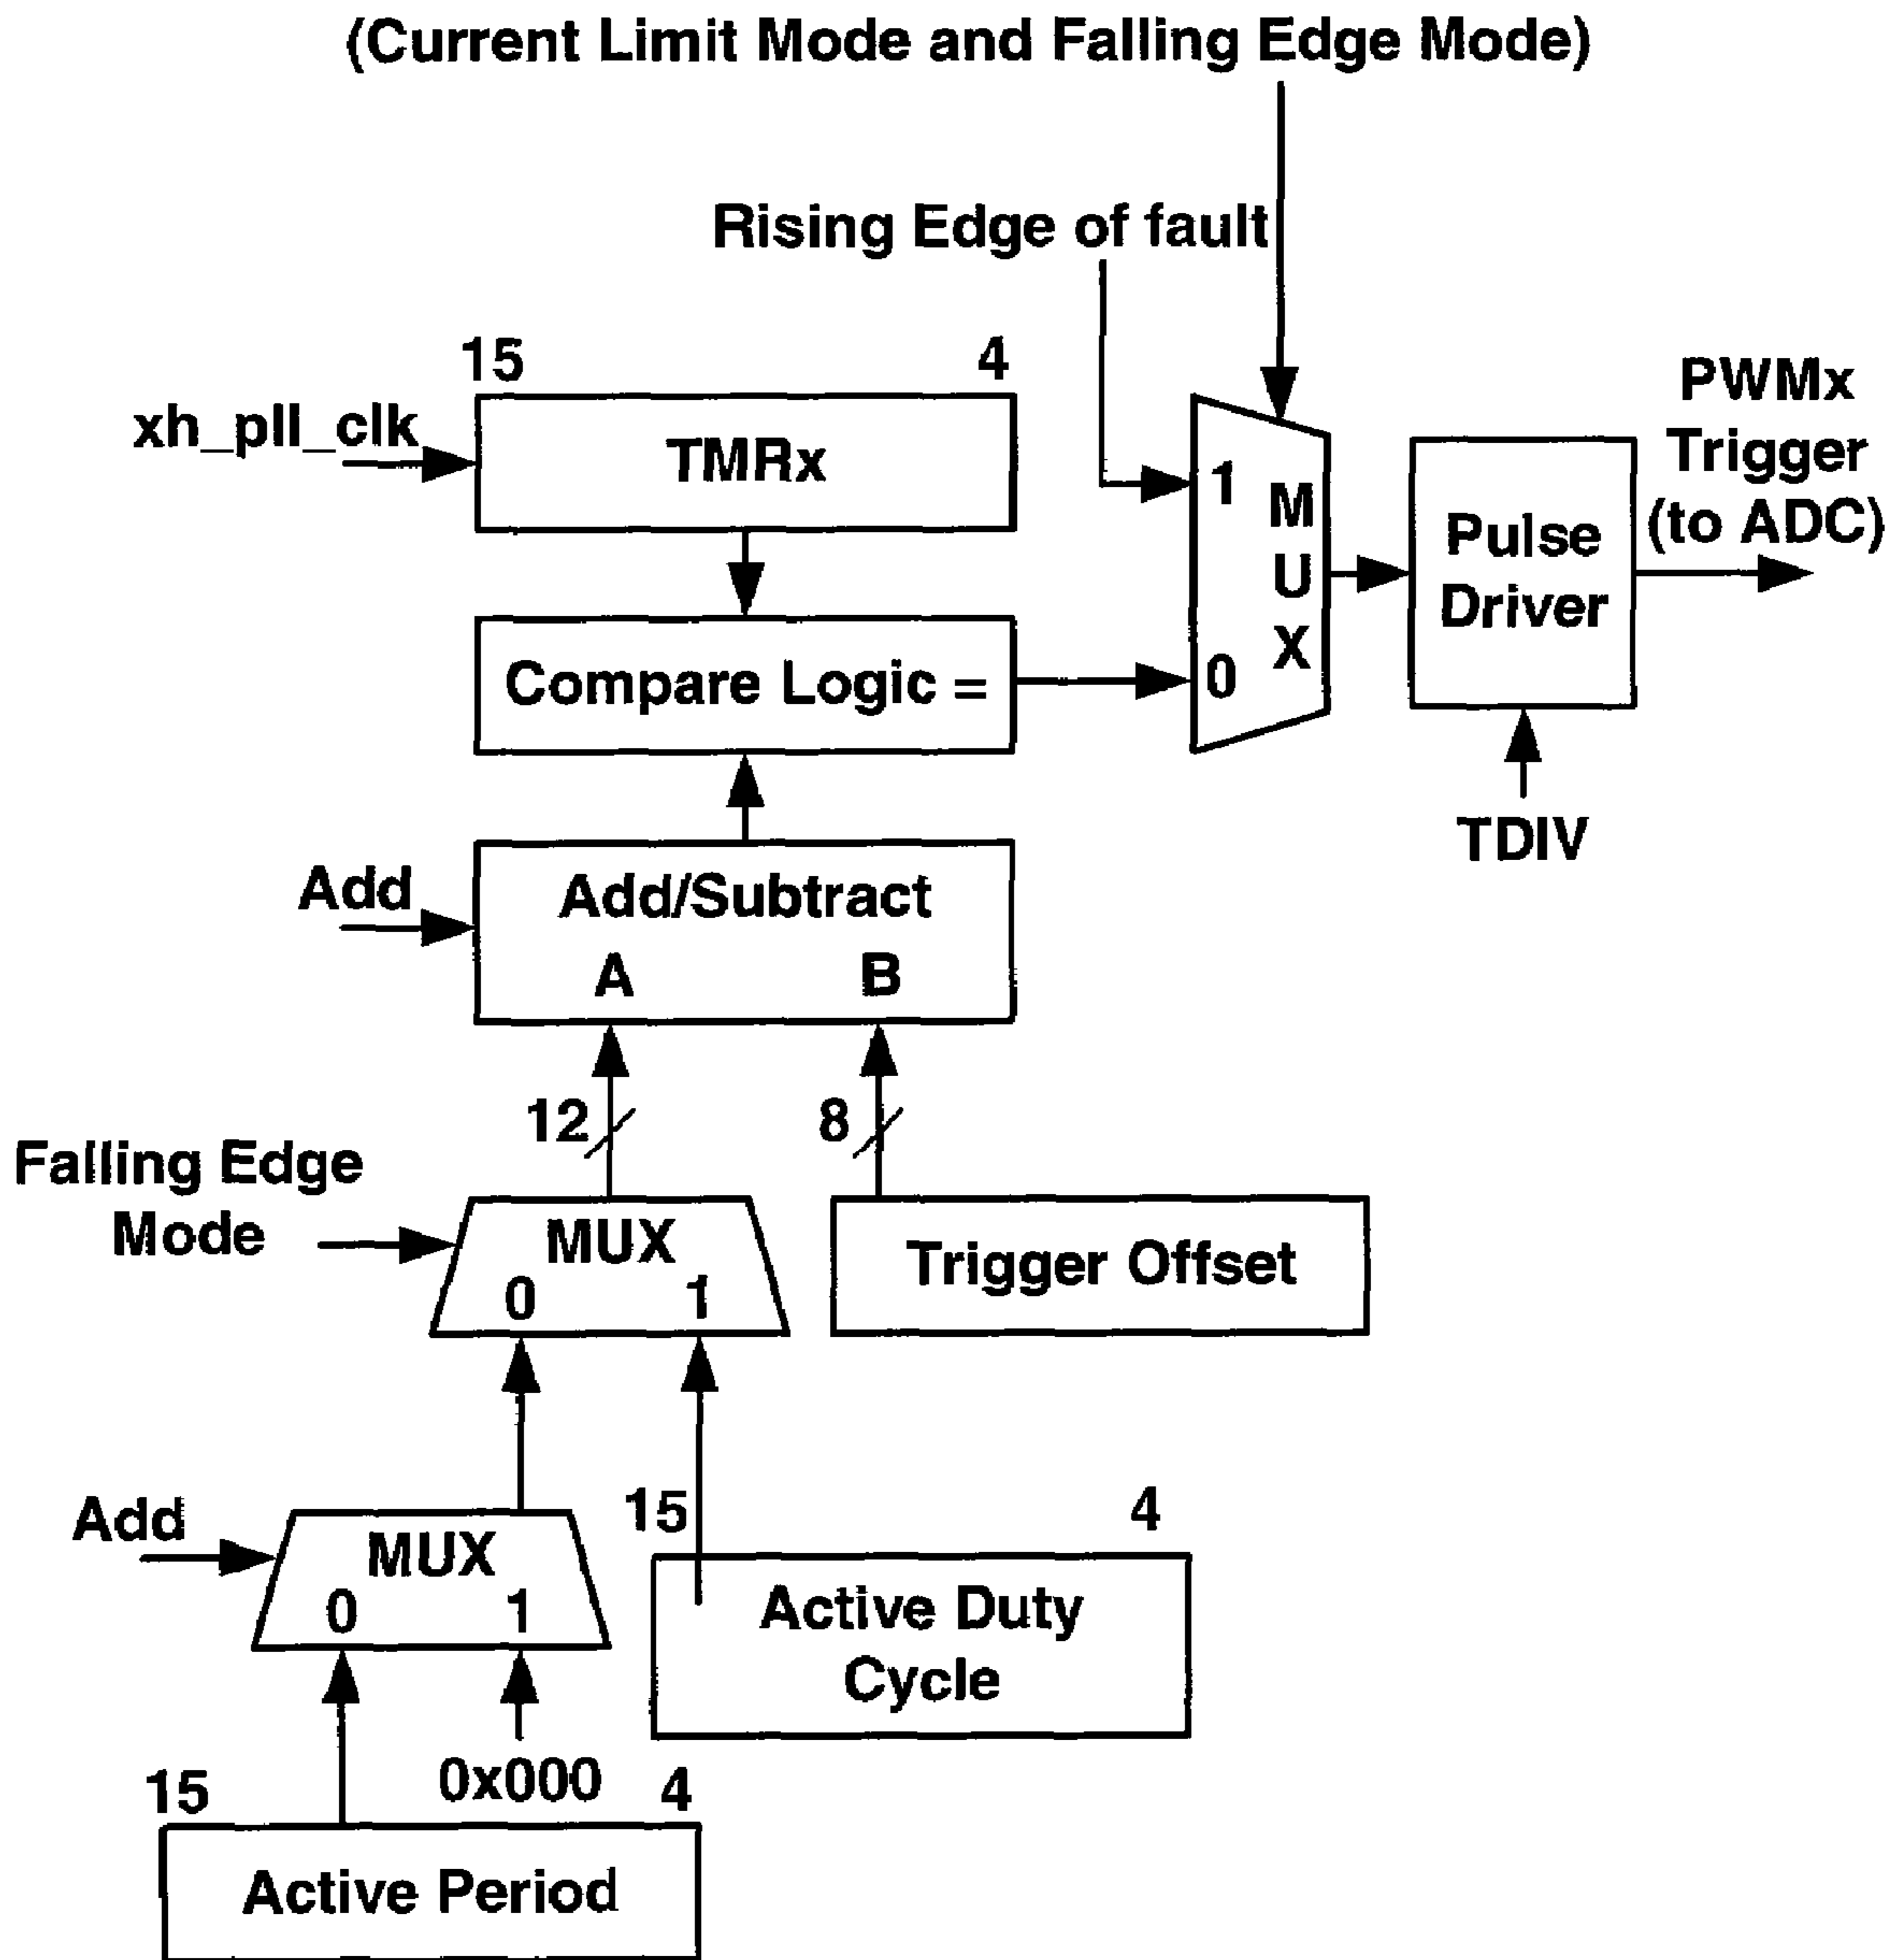 (Current Limit Mode and Falling Edge Mode)
Rising Edge of fault
15
4
xh_pll_clk
TMRx
1
0
M
U
X
Pulse
Driver
PWMx
Trigger
(to ADC)
Compare Logic =
TDIV
Add
Add/Subtract
A
B
12
8
Falling Edge
Mode
MUX
0
1
Trigger Offset
Add
MUX
0
1
15
4
Active Duty
Cycle
0x000
15
4
Active Period